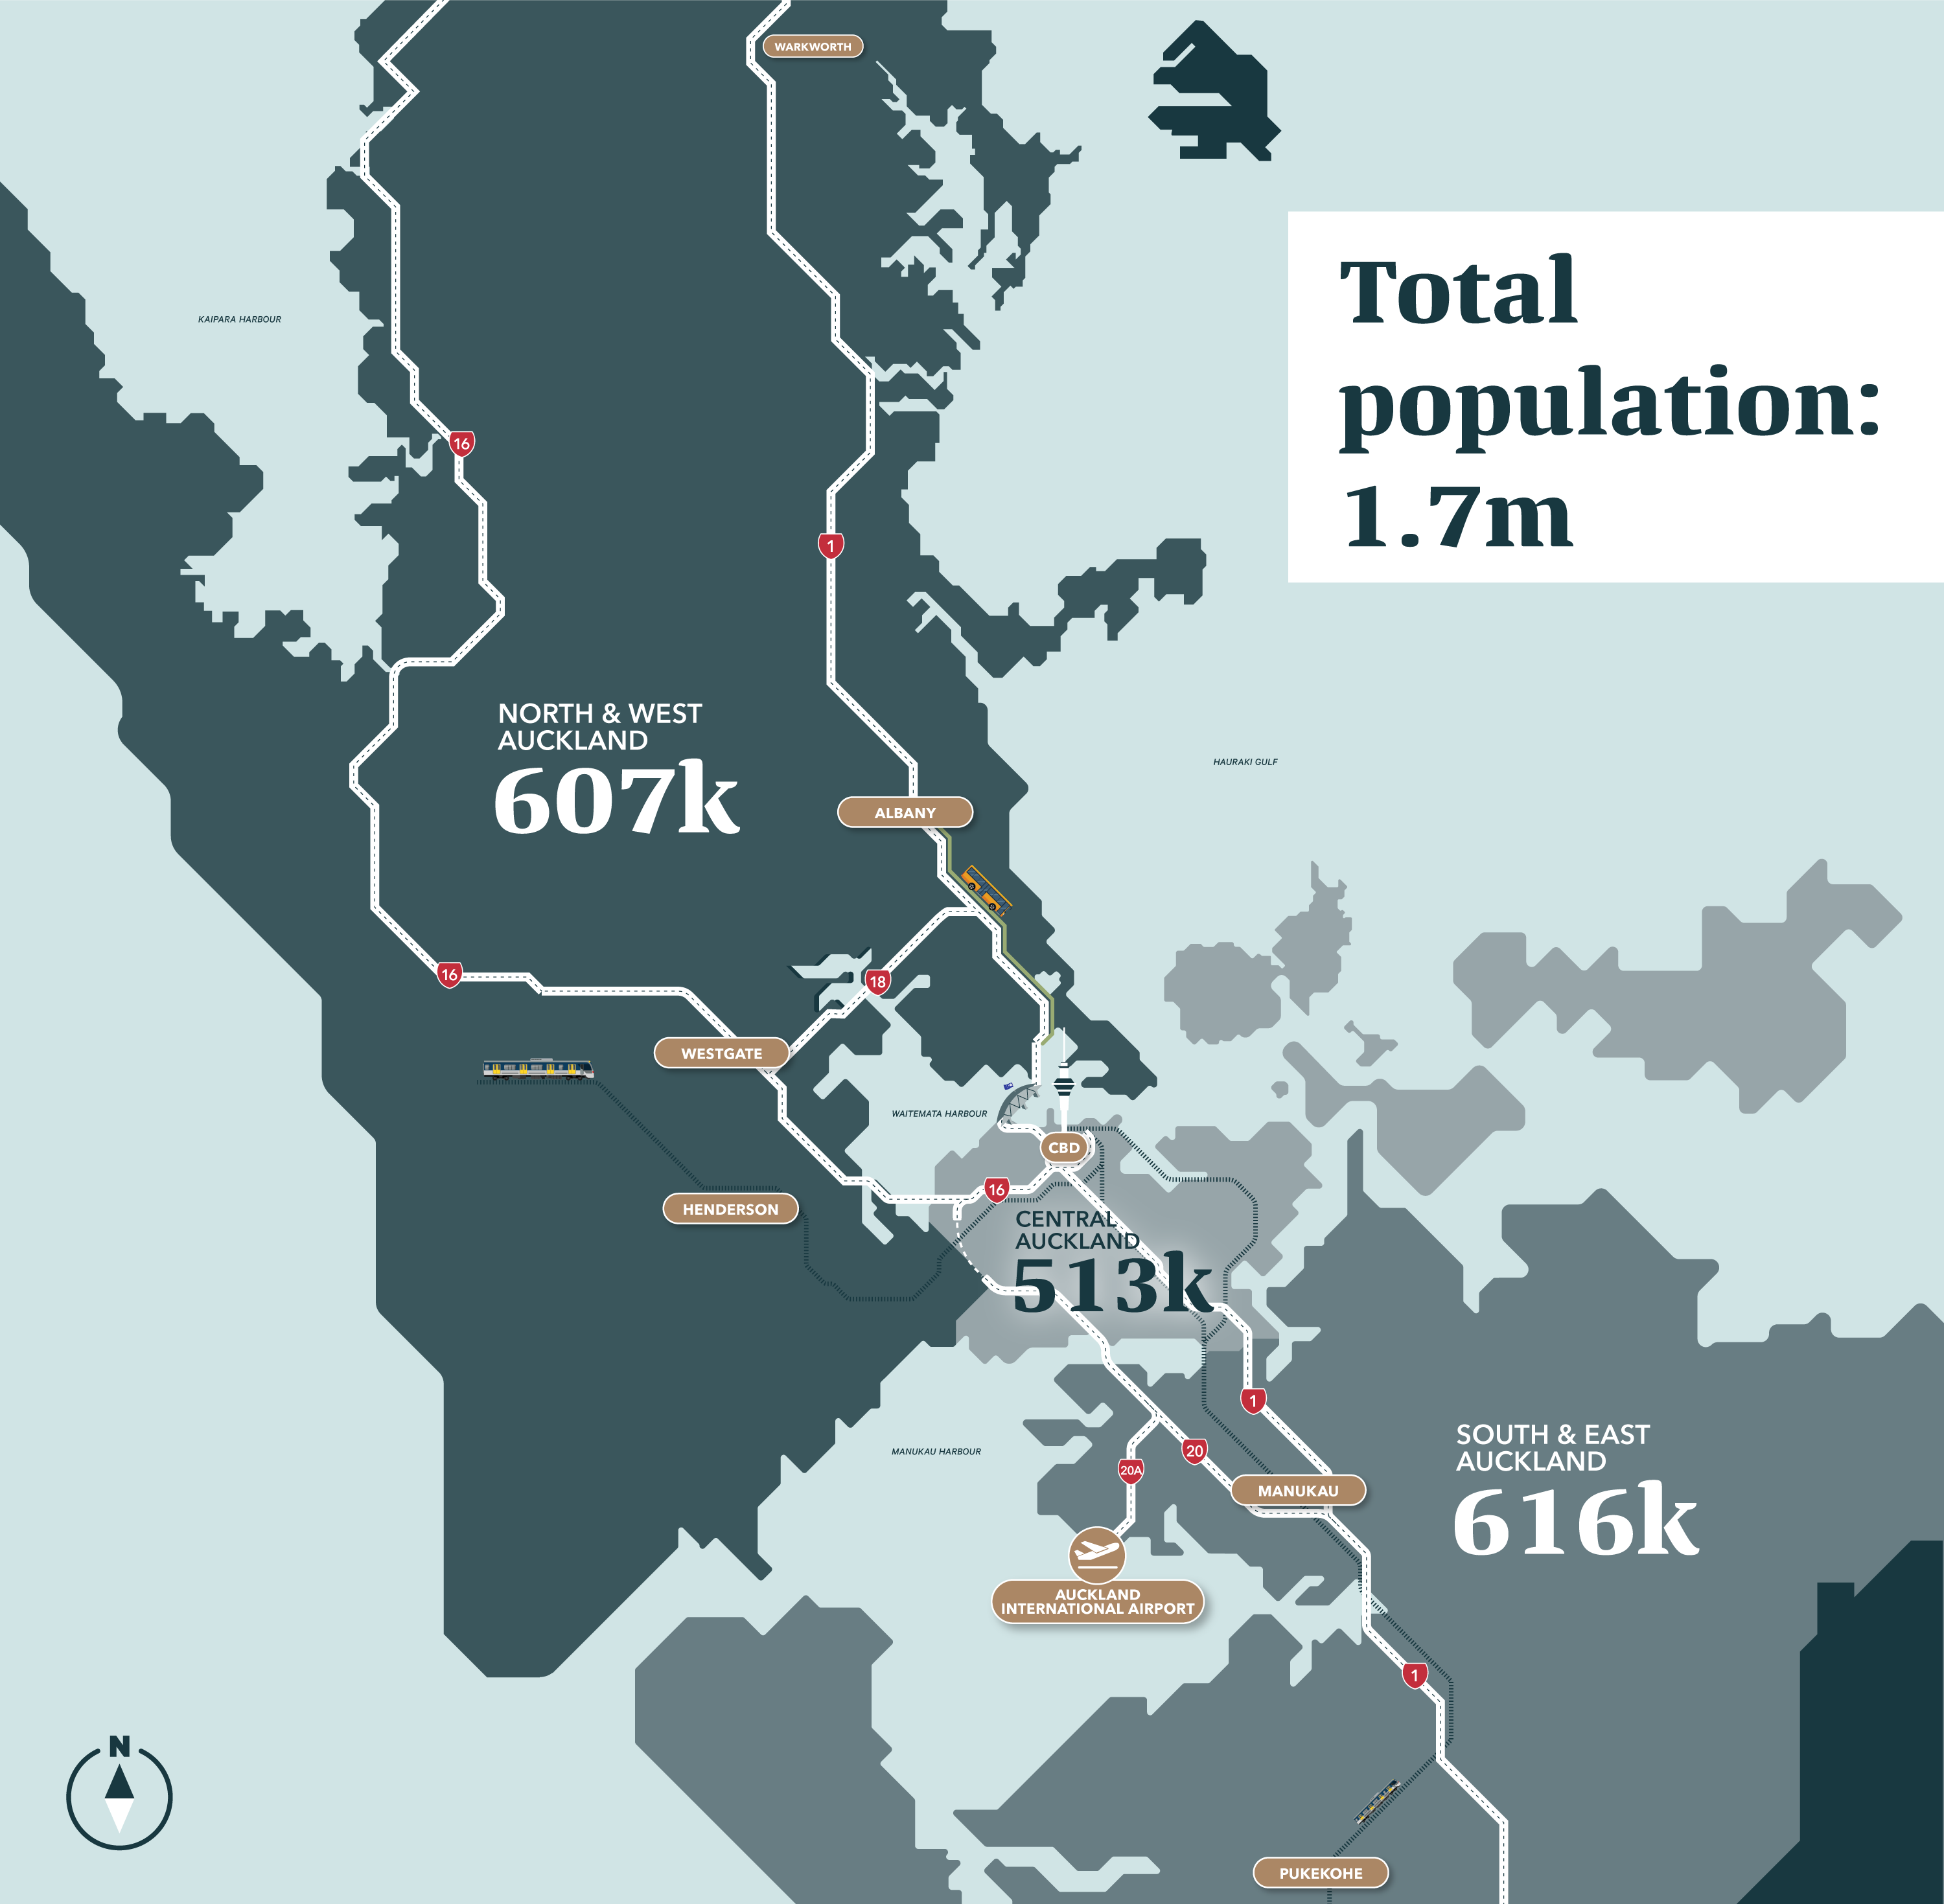 WARKWORTH
Total
population:
1.7m
KAIPARA HARBOUR
16
1
NORTH & WEST
AUCKLAND
607k
HAURAKI GULF
ALBANY
16
18
WESTGATE
WAITEMATA HARBOUR
CBD
16
HENDERSON
CENTRAL
AUCKLAND
513k
1
MANUKAU HARBOUR
20
20A
SOUTH & EAST
AUCKLAND
616k
MANUKAU
AUCKLAND
INTERNATIONAL AIRPORT
1
N
PUKEKOHE